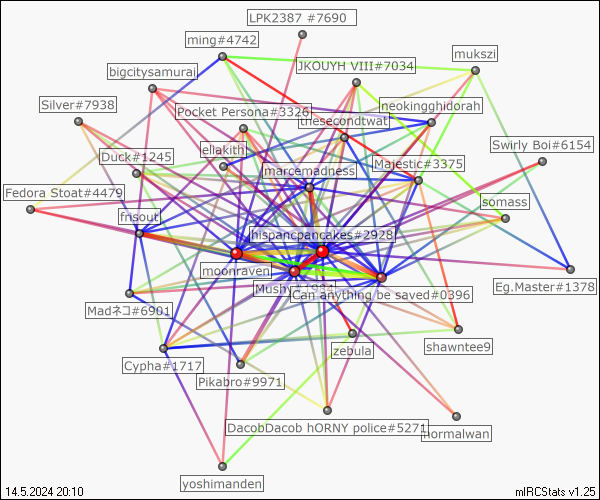 LPK2387 #7690
ming#4742
mukszi
JKOUYH VIII#7034
bigcitysamurai
Silver#7938
neokingghidorah
Pocket Persona#3326
thesecondtwat
Swirly Boi#6154
ellakith
Duck#1245
Majestic#3375
marcemadness
Fedora Stoat#4479
somass
frisout
hispancpancakes#2928
moonraven
Eg.Master#1378
Mushy#1984
Can anything be saved#0396
Madネコ#6901
shawntee9
zebula
Cypha#1717
Pikabro#9971
DacobDacob hORNY police#5271
normalwan
yoshimanden
14.5.2024 20:10
mIRCStats v1.25